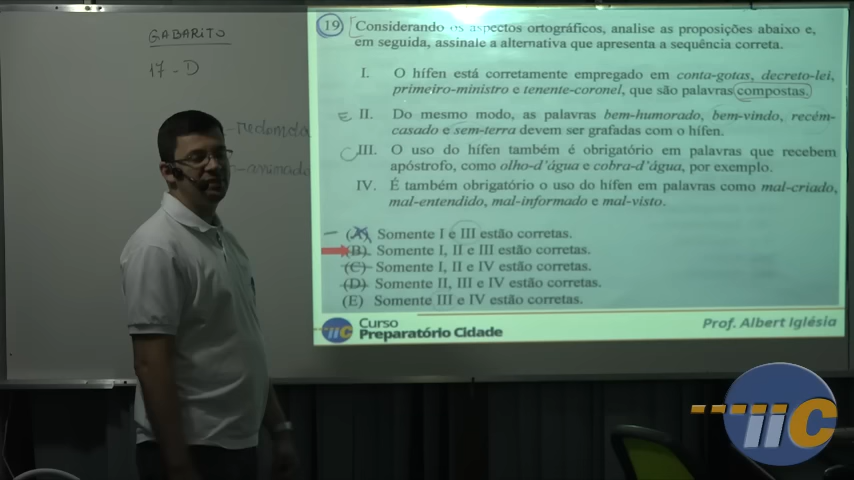 GABARITO
17 - D
19 Considerando os aspectos ortográficos, analise as proposições abaixo e,
em seguida, assinale a alternativa que apresenta a sequência correta.
I. O hífen está corretamente empregado em conta-gotas, decreto-lei,
primeiro-ministro e tenente-coronel, que são palavras compostas.
E II. Do mesmo modo, as palavras bem-humorado, bem-vindo, recém-
casado e sem-terra devem ser grafadas com o hífen.
C III. O uso do hífen também é obrigatório em palavras que recebem
apóstrofo, como olho-d'água e cobra-d'água, por exemplo.
IV. É também obrigatório o uso do hífen em palavras como mal-criado,
mal-entendido, mal-informado e mal-visto.
(A) Somente I e III estão corretas.
(B) Somente I, II e III estão corretas.
(C) Somente I, II e IV estão corretas.
(D) Somente II, III e IV estão corretas.
(E) Somente III e IV estão corretas.
iiC Curso
Preparatório Cidade
Prof. Albert Iglésia
iiC